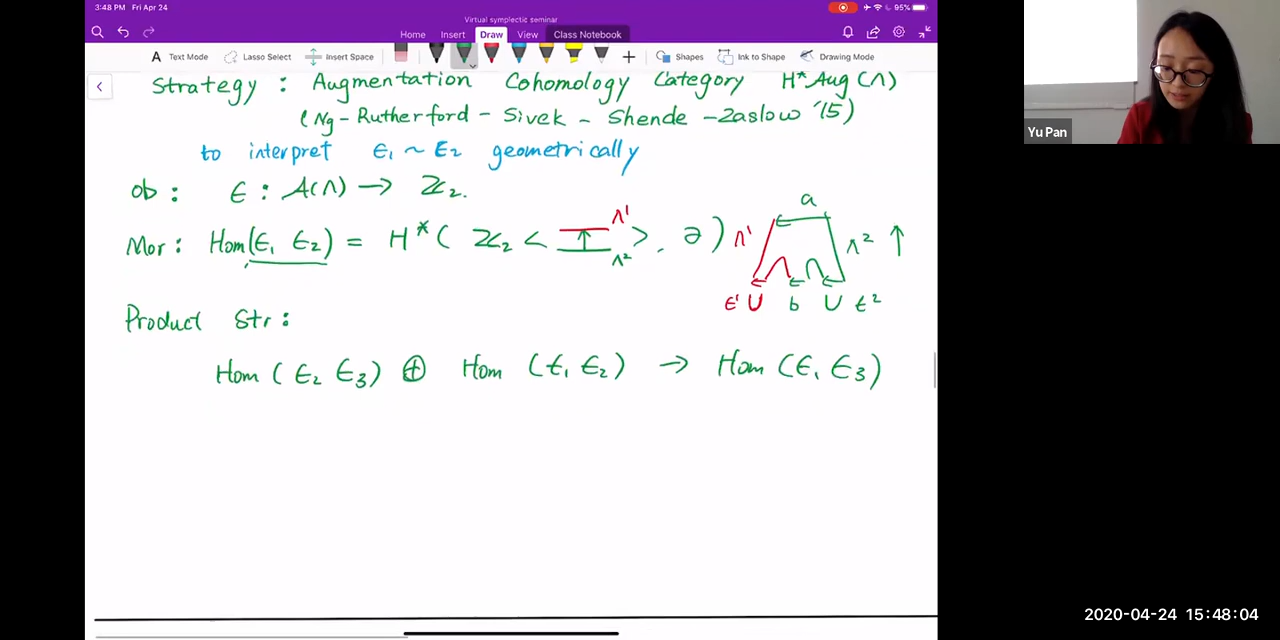 3:48 PM Fri Apr 24
95%
Virtual symplectic seminar
Home Insert Draw View Class Notebook
Text Mode Lasso Select Insert Space Shapes Ink to Shape Drawing Mode
Strategy : Augmentation Cohomology Category H*Aug(Λ)
(Ng - Rutherford - Sivek - Shende - Zaslow '15)
to interpret ε₁ ~ ε₂ geometrically
ob : ε : A(Λ) → ℤ₂.
Mor : Hom(ε₁ ε₂) = H*( ℤ₂ < Λ¹ ↑ Λ² > , ∂ )
a
Λ¹ Λ² ↑
ε¹ U b U ε²
Product Str :
Hom ( ε₂ ε₃ ) ⊕ Hom ( ε₁ ε₂ ) → Hom ( ε₁ ε₃ )
Yu Pan
2020-04-24 15:48:04